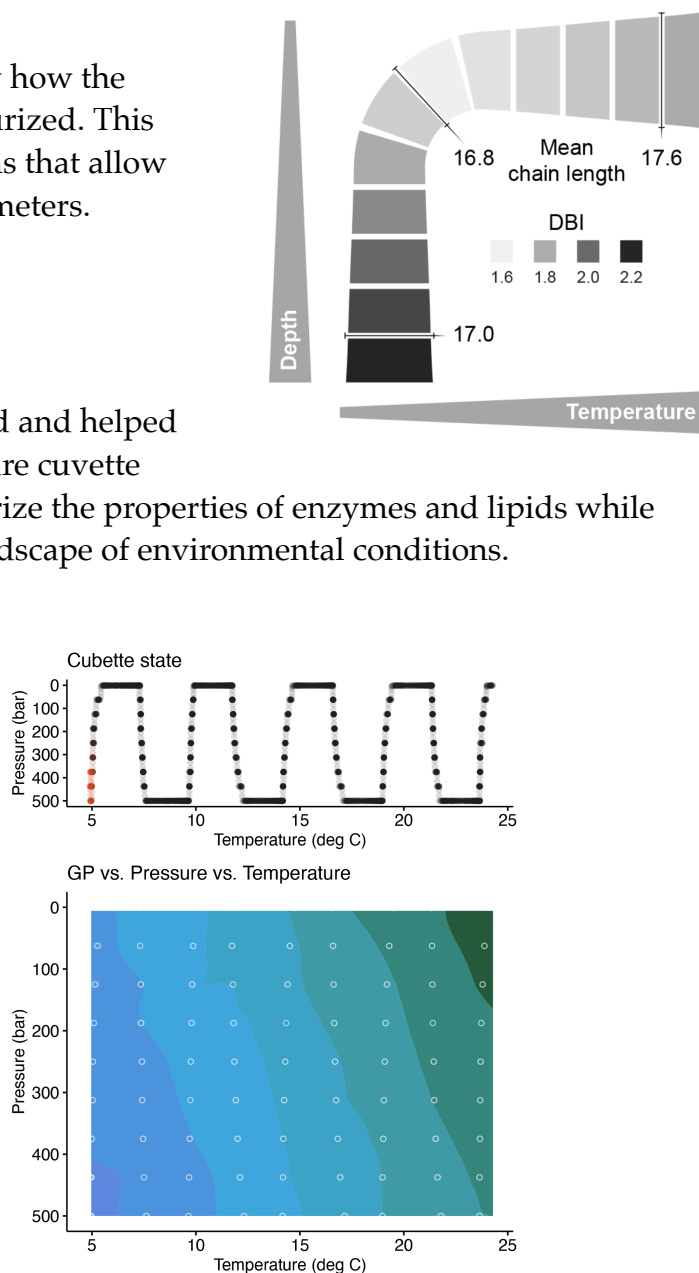 how the
urized. This
ns that allow
meters.
16.8
Mean
chain length
17.6
DBI
1.6 1.8 2.0 2.2
Depth
17.0
Temperature
d and helped
re cuvette
rize the properties of enzymes and lipids while
dscape of environmental conditions.
Cubette state
Pressure (bar)
0
100
200
300
400
500
5 10 15 20 25
Temperature (deg C)
GP vs. Pressure vs. Temperature
Pressure (bar)
0
100
200
300
400
500
5 10 15 20 25
Temperature (deg C)